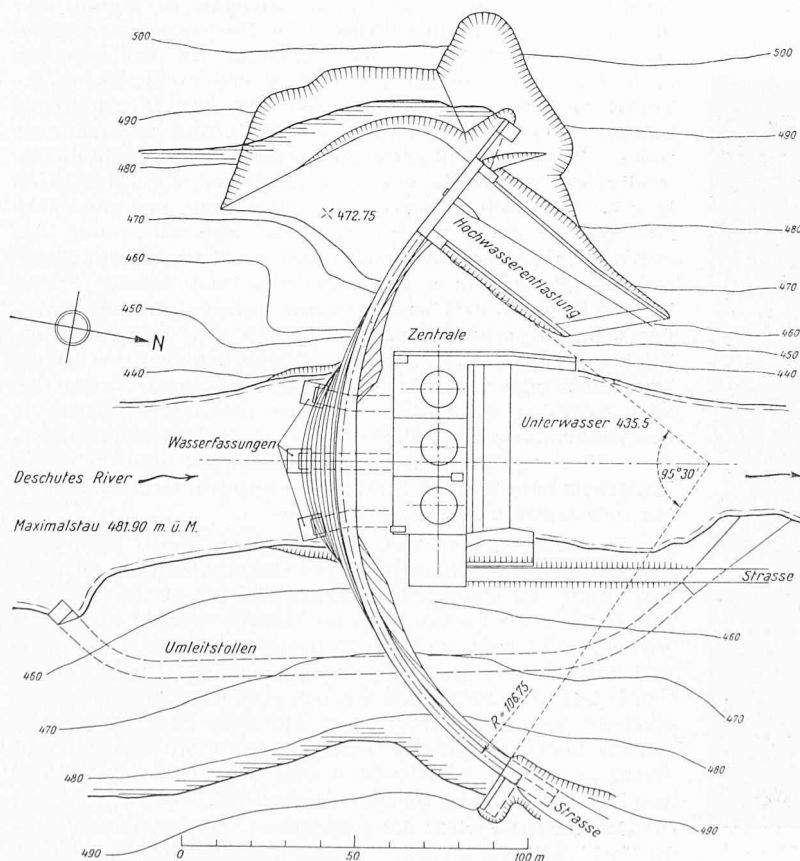 500
500
490
490
480
480
472.75
470
460
Hochwasserentlastung
470
450
460
N
Zentrale
450
440
440
Unterwasser 435.5
Wasserfassungen
95°30'
Deschutes River
Maximalstau 481.90 m.ü.M.
Strasse
460
Umleitstollen
460
R=106.75
470
470
480
480
Strasse
490
490
0 50 100 m